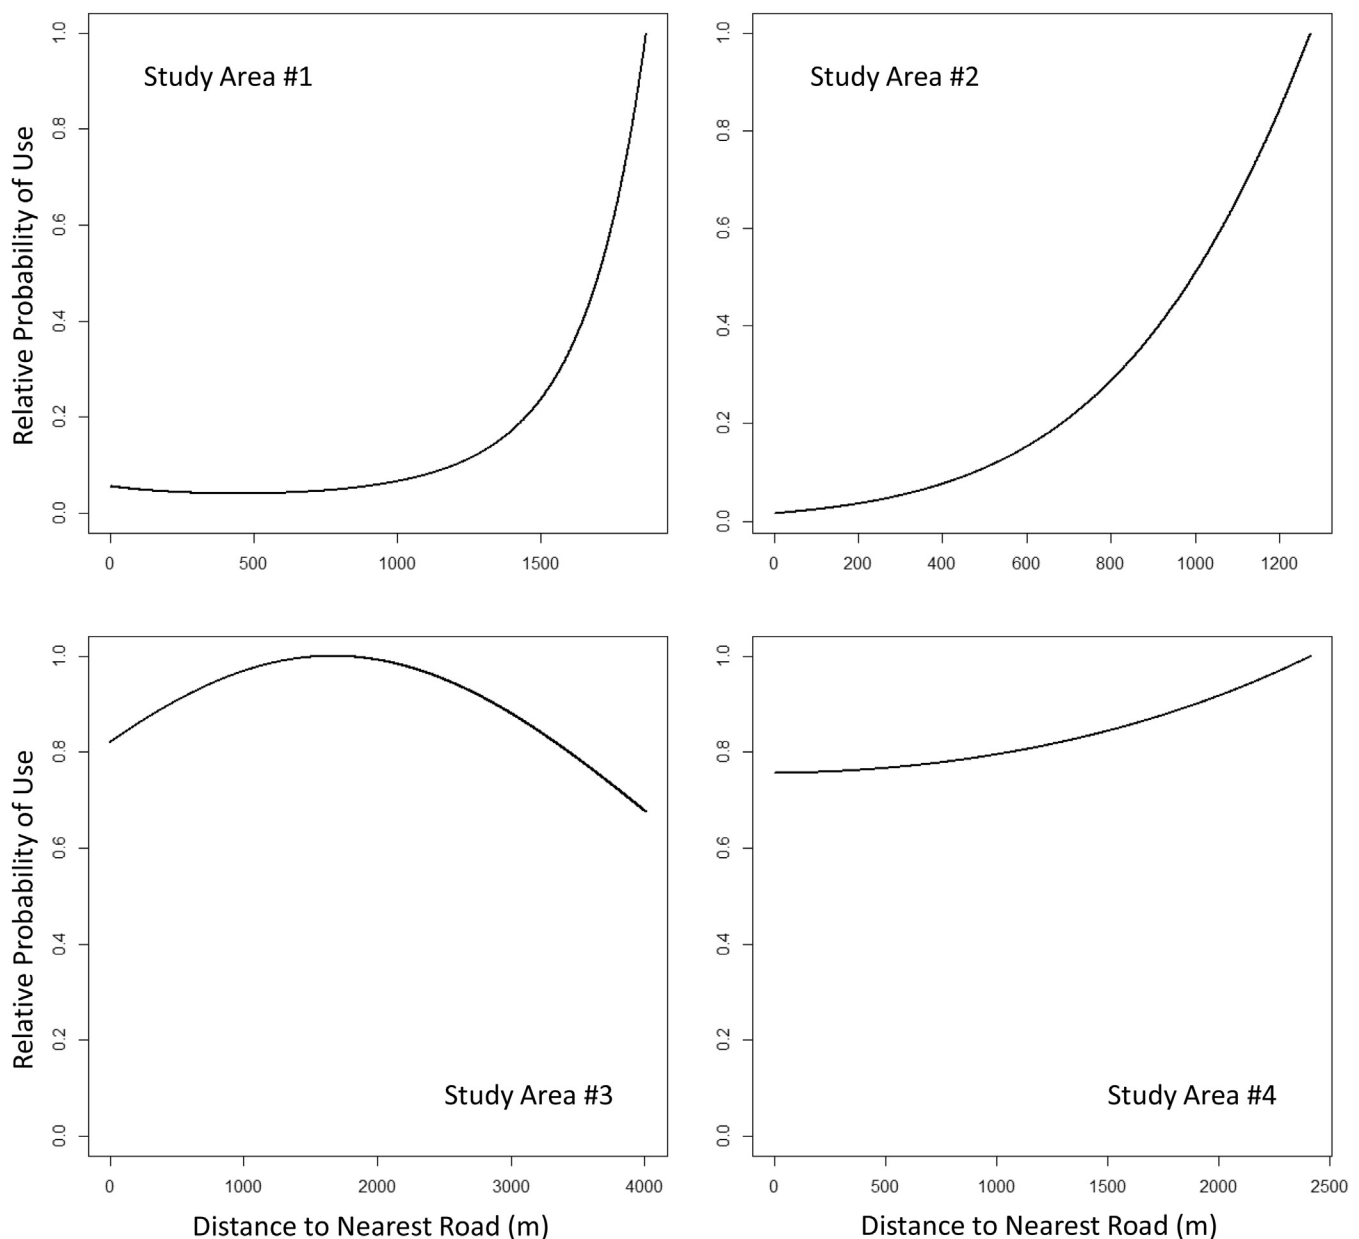 Study Area #1
Relative Probability of Use
1.0
0.8
0.6
0.4
0.2
0.0
0 500 1000 1500
Study Area #2
1.0
0.8
0.6
0.4
0.2
0.0
0 200 400 600 800 1000 1200
Study Area #3
Relative Probability of Use
1.0
0.8
0.6
0.4
0.2
0.0
0 1000 2000 3000 4000
Distance to Nearest Road (m)
Study Area #4
1.0
0.8
0.6
0.4
0.2
0.0
0 500 1000 1500 2000 2500
Distance to Nearest Road (m)